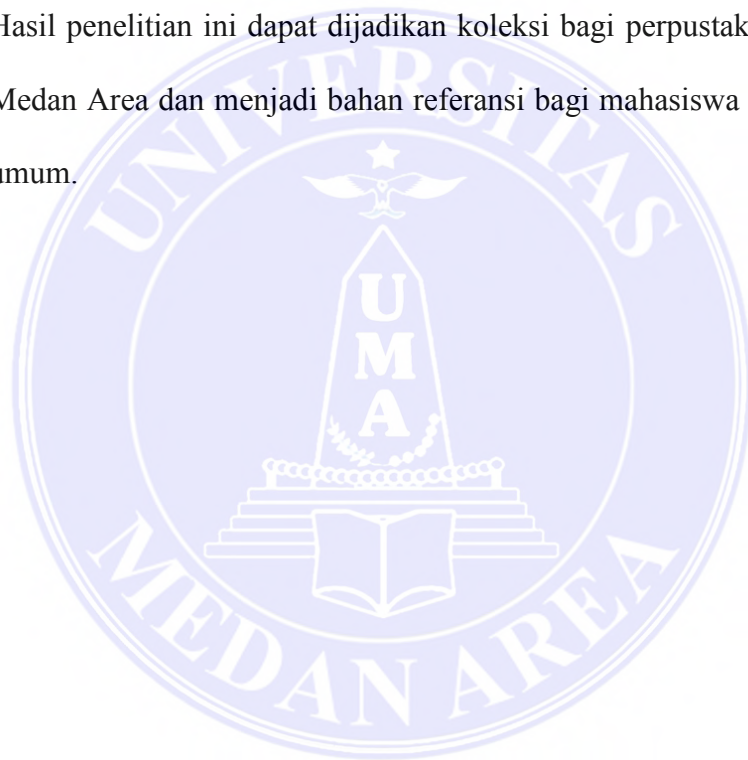 Hasil penelitian ini dapat dijadikan koleksi bagi perpustak
Medan Area dan menjadi bahan referansi bagi mahasiswa
umum.
UNIVERSITAS
UMA
MEDAN AREA